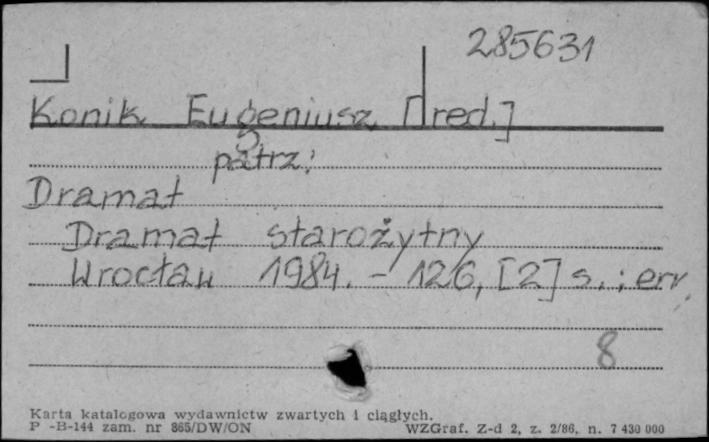 285631
Konik Eugeniusz [red.]
patrz:
Dramat
Dramat starożytny
Wrocław 1984. - 126, [2] s. : err
8
Karta katalogowa wydawnictw zwartych i ciągłych.
P -B-144 zam. nr 865/DW/ON WZGraf. Z-d 2, z. 2/86, n. 7 430 000